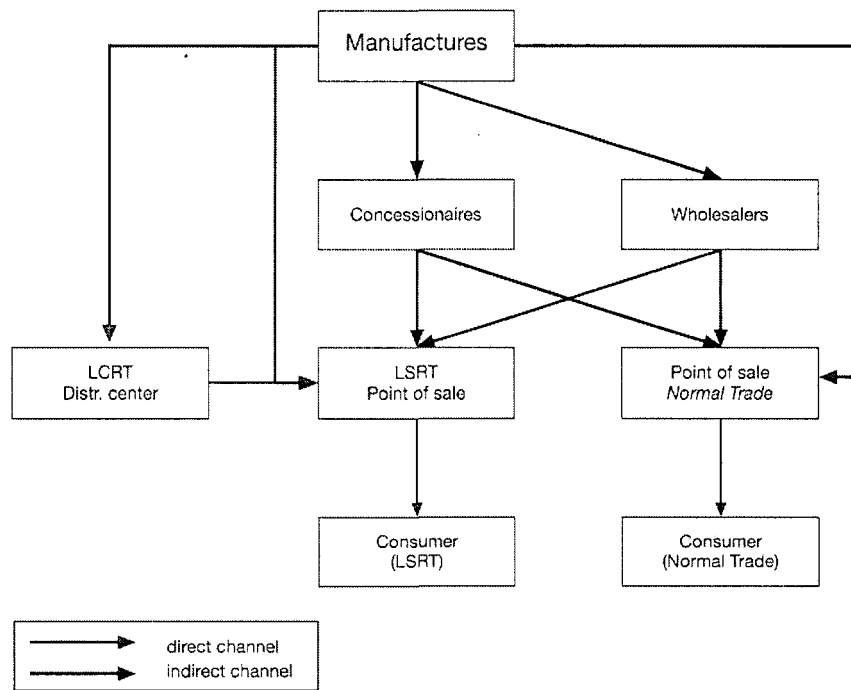 Manufactures
Concessionaires
Wholesalers
LCRT
Distr. center
LSRT
Point of sale
Point of sale
Normal Trade
Consumer
(LSRT)
Consumer
(Normal Trade)
direct channel
indirect channel